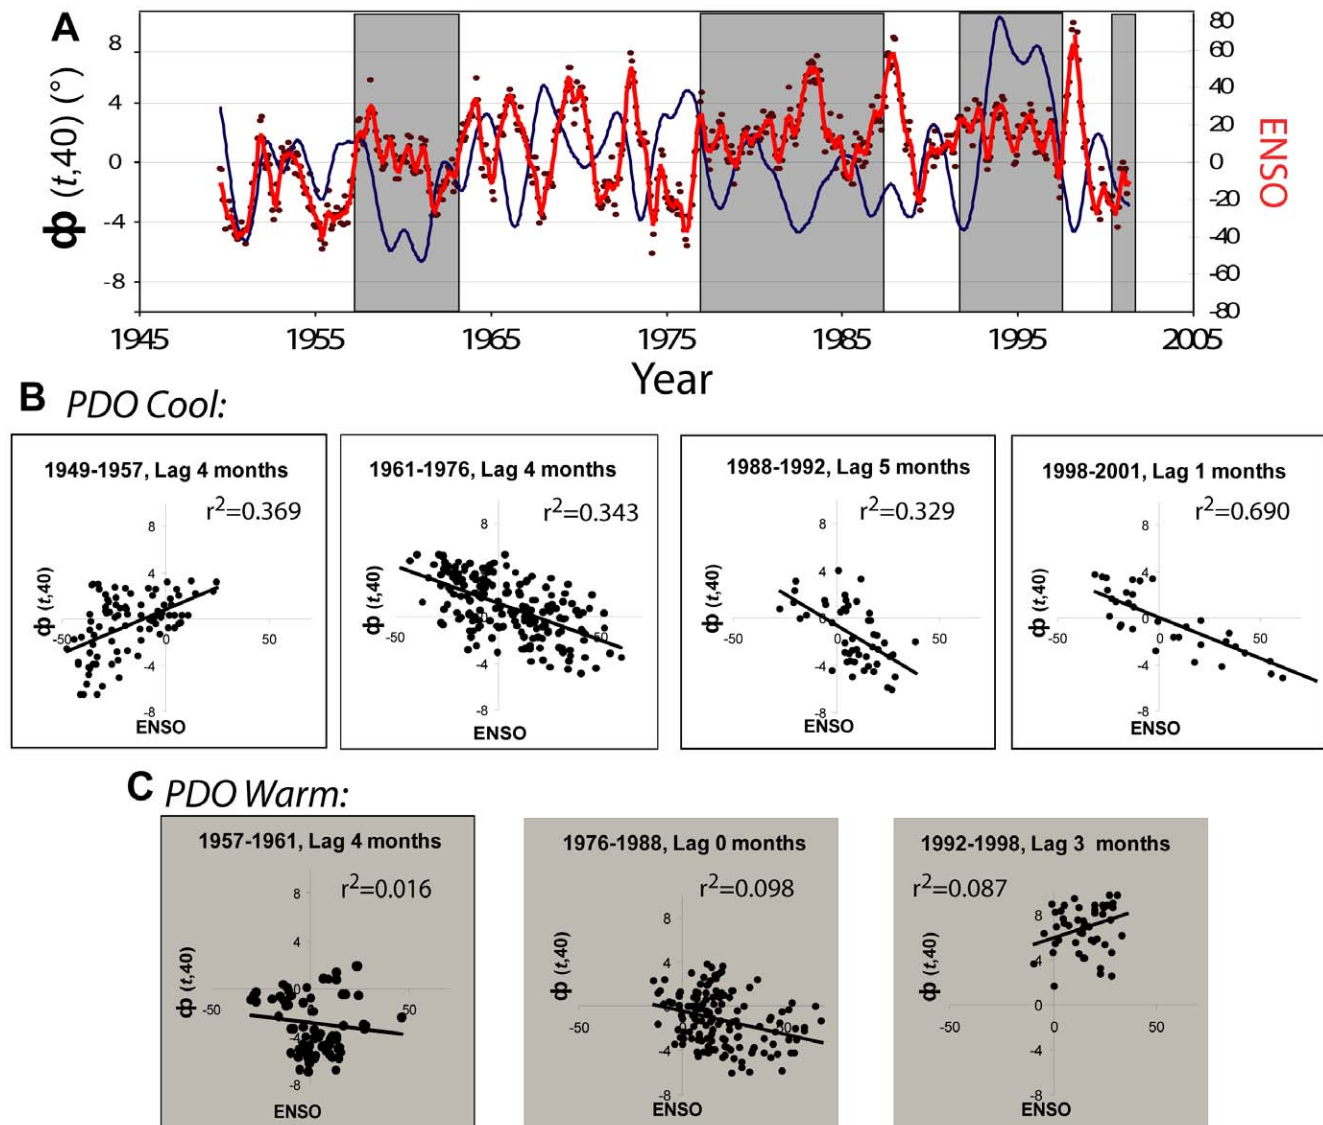 A
8
4
0
-4
-8
ϕ (t,40) (°)
80
60
40
20
0
-20
-40
-60
-80
ENSO
1945 1955 1965 1975 1985 1995 2005
Year
B PDO Cool:
1949-1957, Lag 4 months
r²=0.369
8
4
-50 0 50
-4
-8
ϕ (t,40)
ENSO
1961-1976, Lag 4 months
r²=0.343
8
4
-50 0 50
-4
-8
ϕ (t,40)
ENSO
1988-1992, Lag 5 months
r²=0.329
8
4
-50 0 50
-4
-8
ϕ (t,40)
ENSO
1998-2001, Lag 1 months
r²=0.690
8
4
-50 0 50
-4
-8
ϕ (t,40)
ENSO
C PDO Warm:
1957-1961, Lag 4 months
r²=0.016
8
4
0
-50 50
-4
-8
ϕ (t,40)
ENSO
1976-1988, Lag 0 months
r²=0.098
8
4
-50 0 50
-4
-8
ϕ (t,40)
ENSO
1992-1998, Lag 3 months
r²=0.087
8
4
-50 0 50
-4
-8
ϕ (t,40)
ENSO